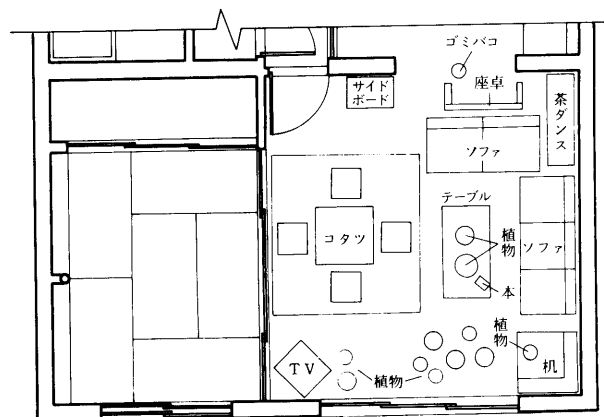 ゴミバコ
サイド
ボード
座卓
茶ダンス
ソファ
テーブル
コタツ
植物
ソファ
本
植物
机
TV
植物